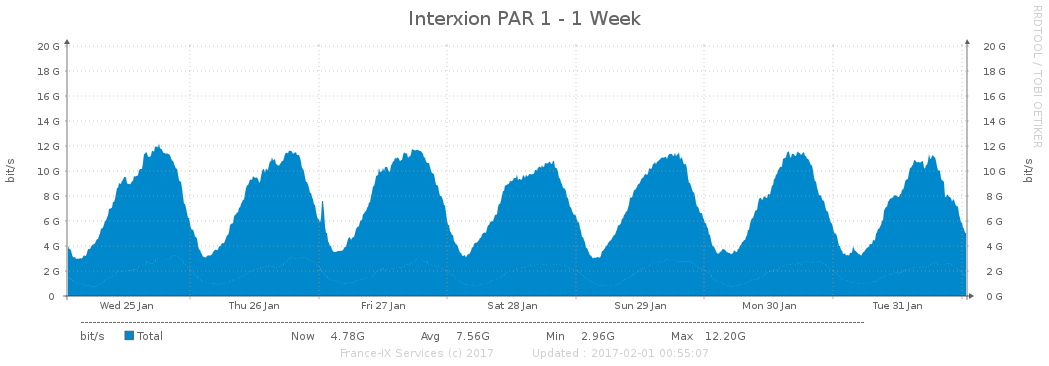 Interxion PAR 1 - 1 Week
RRDTOOL / TOBI OETIKER
bit/s
20 G
18 G
16 G
14 G
12 G
10 G
8 G
6 G
4 G
2 G
0
20 G
18 G
16 G
14 G
12 G
10 G
8 G
6 G
4 G
2 G
0 G
bit/s
Wed 25 Jan Thu 26 Jan Fri 27 Jan Sat 28 Jan Sun 29 Jan Mon 30 Jan Tue 31 Jan
bit/s Total Now 4.78G Avg 7.56G Min 2.96G Max 12.20G
France-IX Services (c) 2017 Updated : 2017-02-01 00:55:07